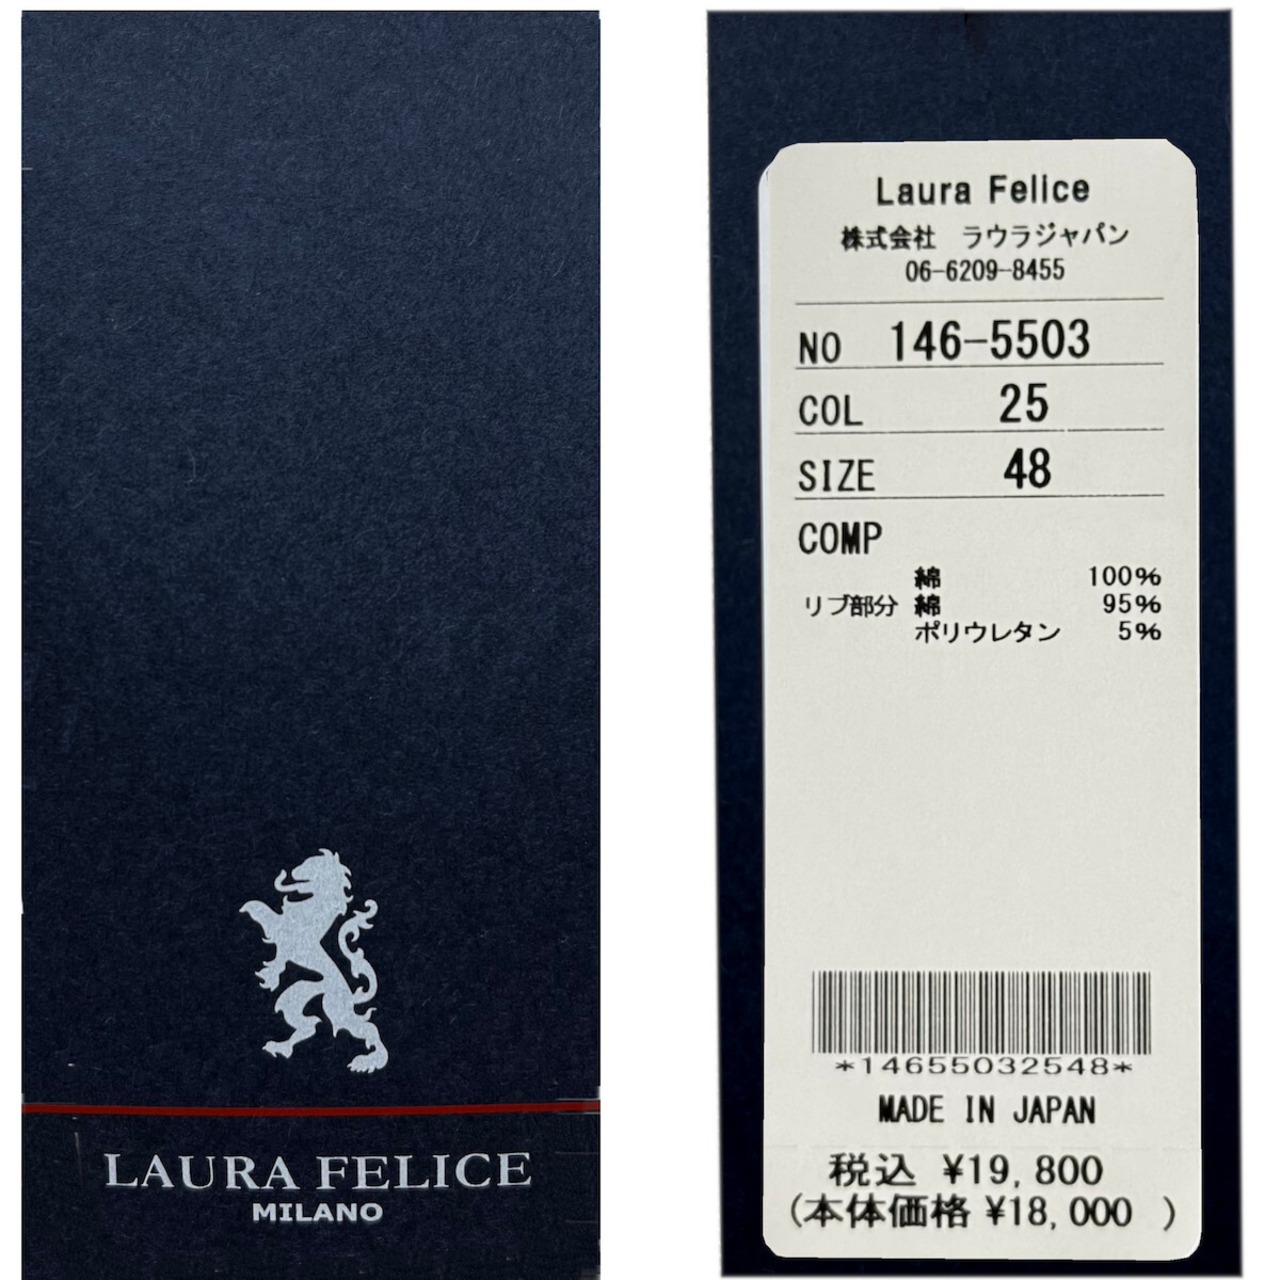 LAURA FELICE
MILANO
Laura Felice
株式会社　ラウラジャパン
06-6209-8455
NO 146-5503
COL 25
SIZE 48
COMP
綿 100%
リブ部分 綿 95%
ポリウレタン 5%
*14655032548*
MADE IN JAPAN
税込 ¥19,800
(本体価格 ¥18,000 )